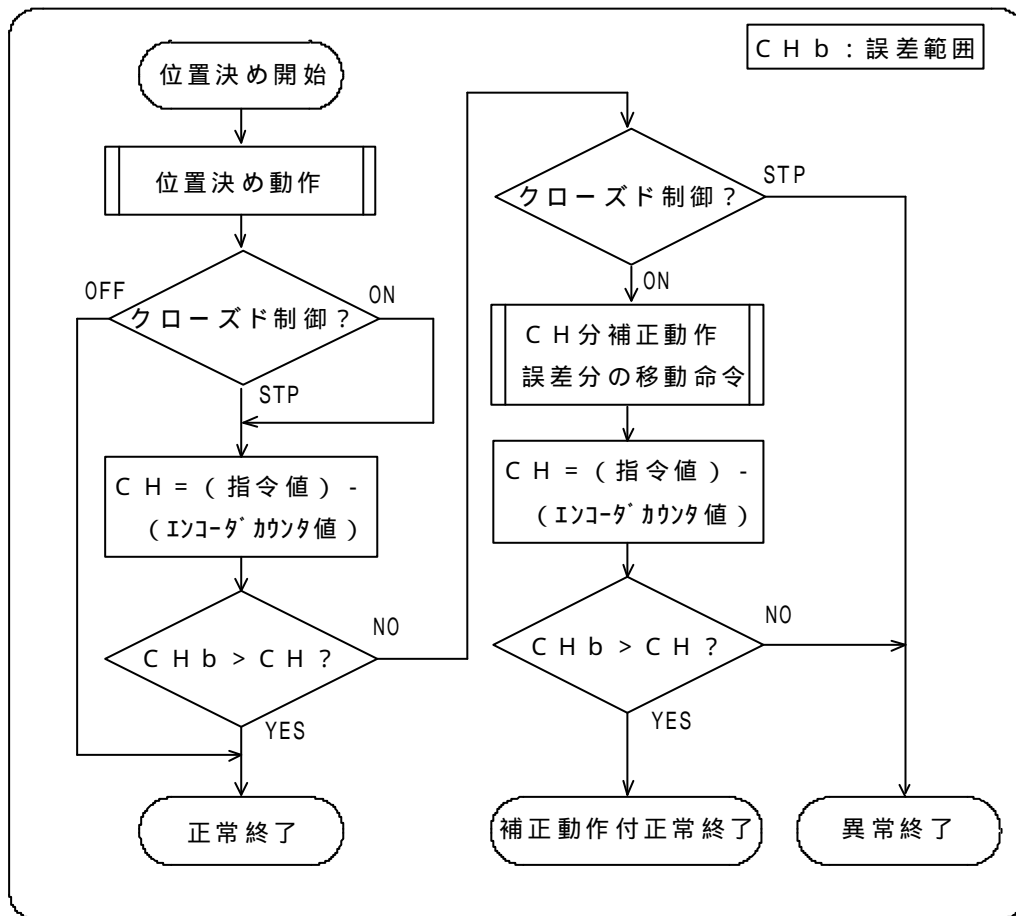 CHb:誤差範囲
位置決め開始
位置決め動作
クローズド制御?
OFF
ON
STP
CH=(指令値)-
(エンコーダカウンタ値)
CHb>CH?
NO
YES
正常終了
クローズド制御?
STP
ON
CH分補正動作
誤差分の移動命令
CH=(指令値)-
(エンコーダカウンタ値)
CHb>CH?
NO
YES
補正動作付正常終了
異常終了